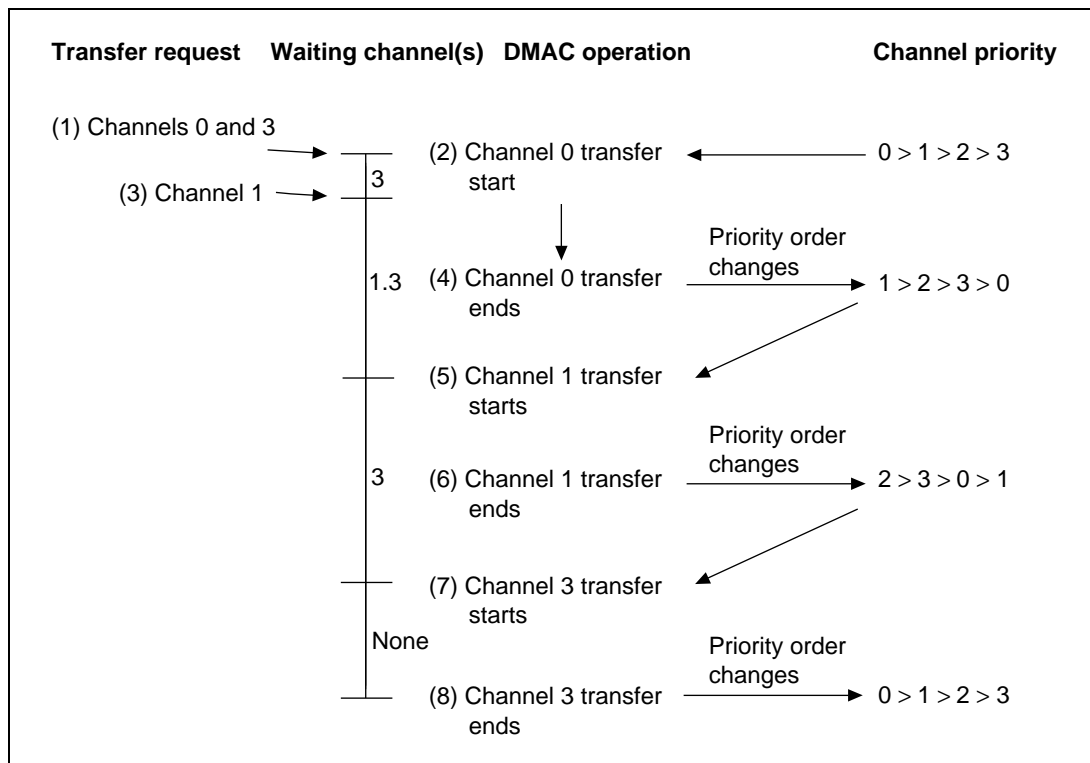 Transfer request Waiting channel(s) DMAC operation Channel priority
(1) Channels 0 and 3
(2) Channel 0 transfer
start
0 > 1 > 2 > 3
3
(3) Channel 1
Priority order
changes
1.3
(4) Channel 0 transfer
ends
1 > 2 > 3 > 0
(5) Channel 1 transfer
starts
Priority order
changes
3
(6) Channel 1 transfer
ends
2 > 3 > 0 > 1
(7) Channel 3 transfer
starts
None
Priority order
changes
(8) Channel 3 transfer
ends
0 > 1 > 2 > 3